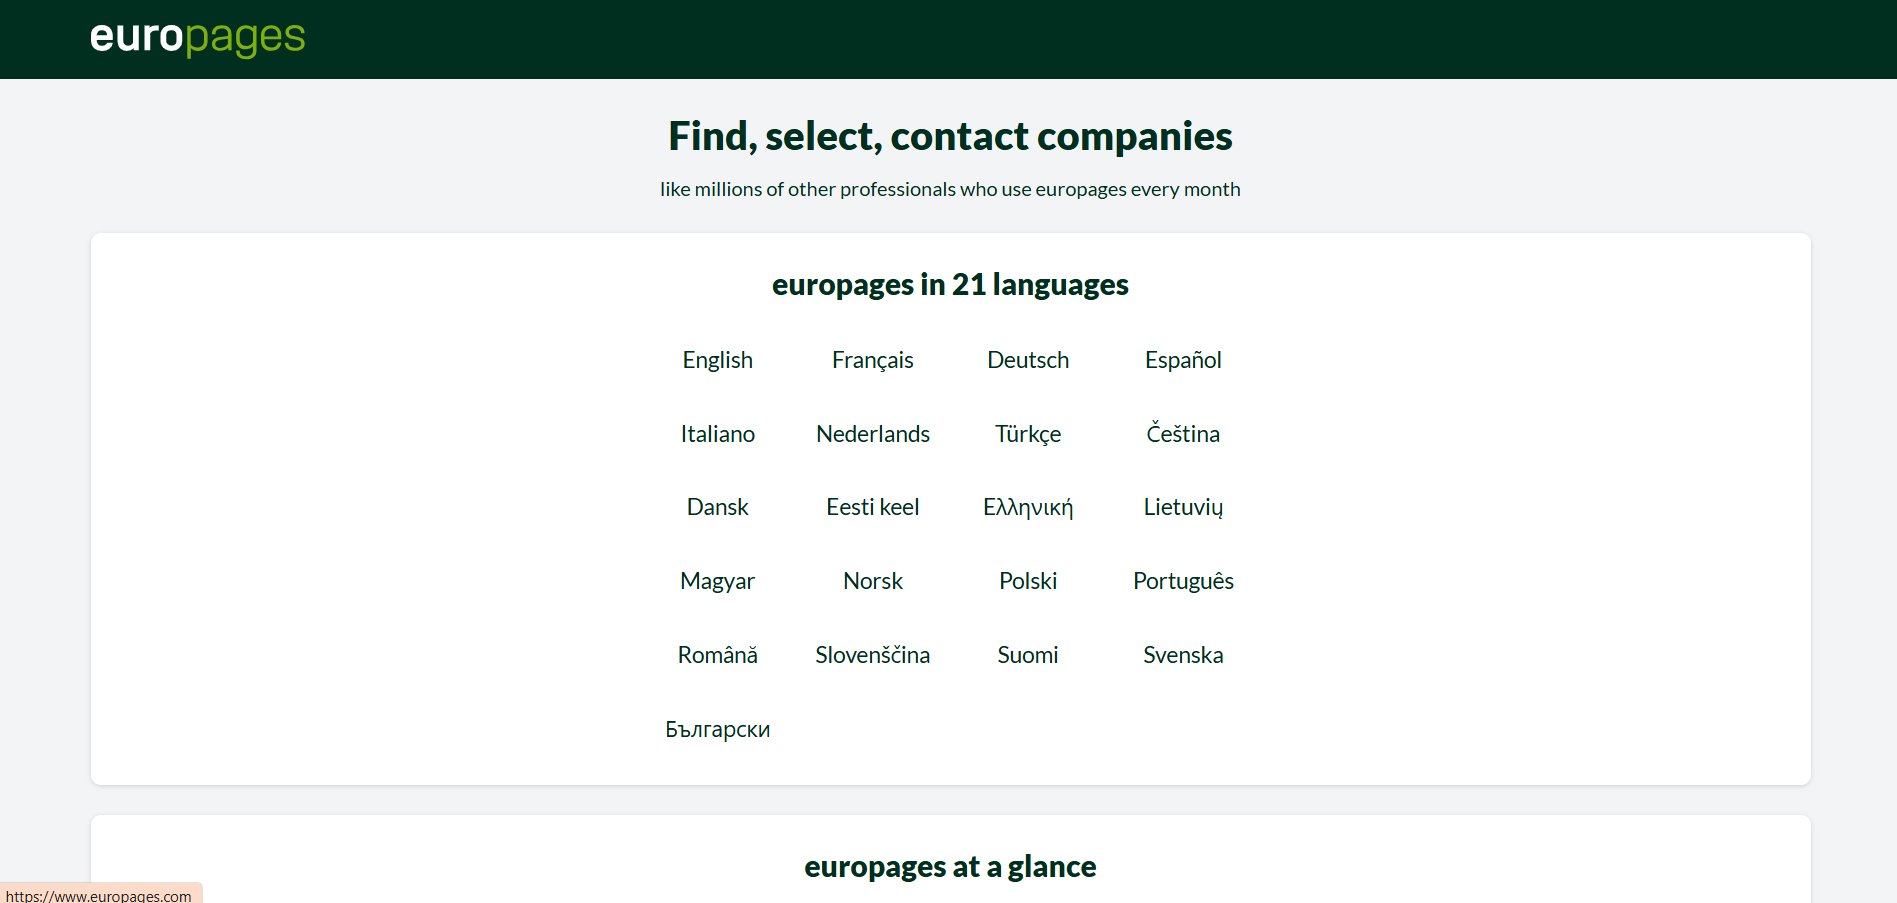 europages
Find, select, contact companies
like millions of other professionals who use europages every month
europages in 21 languages
English Français Deutsch Español
Italiano Nederlands Türkçe Čeština
Dansk Eesti keel Ελληνική Lietuvių
Magyar Norsk Polski Português
Română Slovenščina Suomi Svenska
Български
europages at a glance
https://www.europages.com